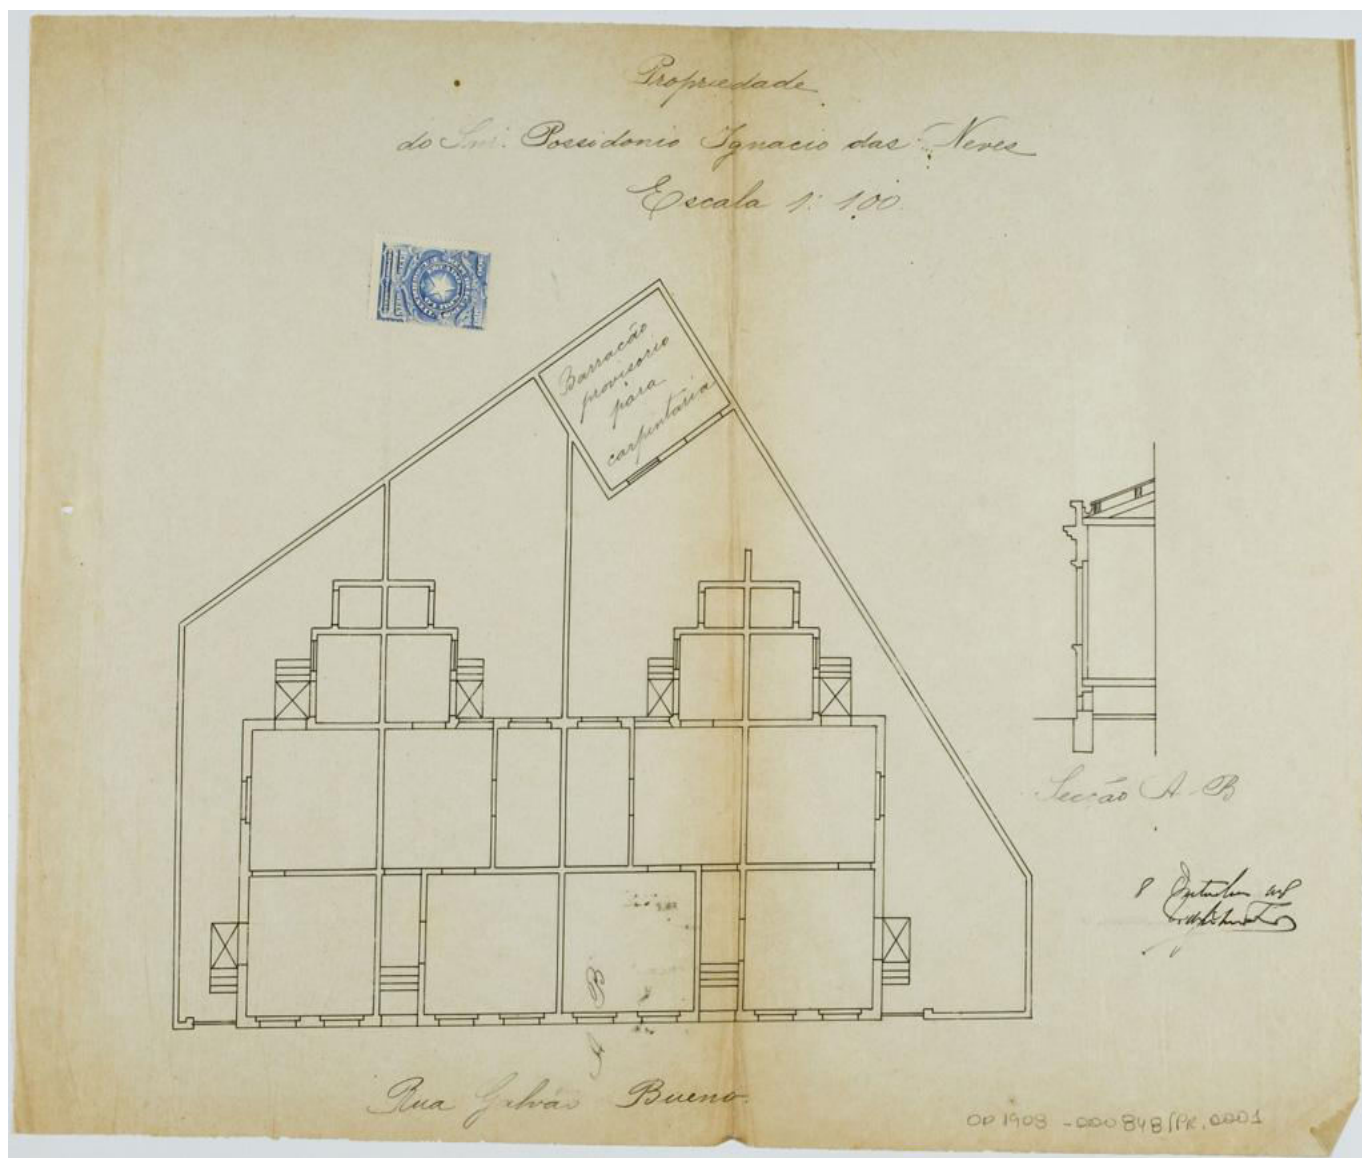 Propriedade
do Snr. Possidonio Ignacio das Neves
Escala 1:100
Barracão
provisorio
para
carpintaria
Secção A-B
B
A
Rua Galvão Bueno.
OP 1908 - 000848/PR.0001